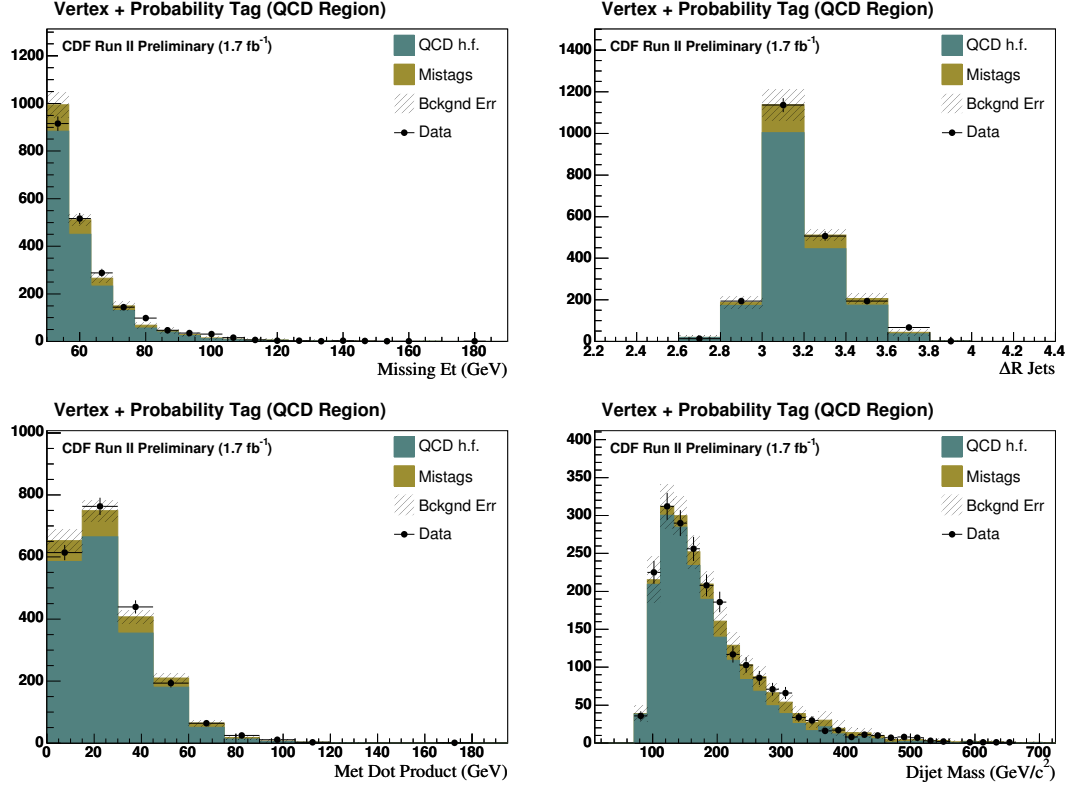 Vertex + Probability Tag (QCD Region)
CDF Run II Preliminary (1.7 fb-1)
QCD h.f.
Mistags
Bckgnd Err
Data
1200
1000
800
600
400
200
0
60 80 100 120 140 160 180
Missing Et (GeV)
Vertex + Probability Tag (QCD Region)
CDF Run II Preliminary (1.7 fb-1)
QCD h.f.
Mistags
Bckgnd Err
Data
1400
1200
1000
800
600
400
200
0
2.2 2.4 2.6 2.8 3 3.2 3.4 3.6 3.8 4 4.2 4.4
ΔR Jets
Vertex + Probability Tag (QCD Region)
CDF Run II Preliminary (1.7 fb-1)
QCD h.f.
Mistags
Bckgnd Err
Data
1000
800
600
400
200
0
0 20 40 60 80 100 120 140 160 180
Met Dot Product (GeV)
Vertex + Probability Tag (QCD Region)
CDF Run II Preliminary (1.7 fb-1)
QCD h.f.
Mistags
Bckgnd Err
Data
400
350
300
250
200
150
100
50
0
100 200 300 400 500 600 700
Dijet Mass (GeV/c2)